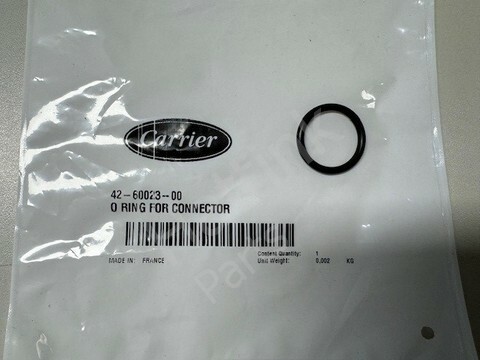 Carrier
42-60023-00
O RING FOR CONNECTOR
Content Quantity: 1
MADE IN: FRANCE Unit Weight: 0,002 KG